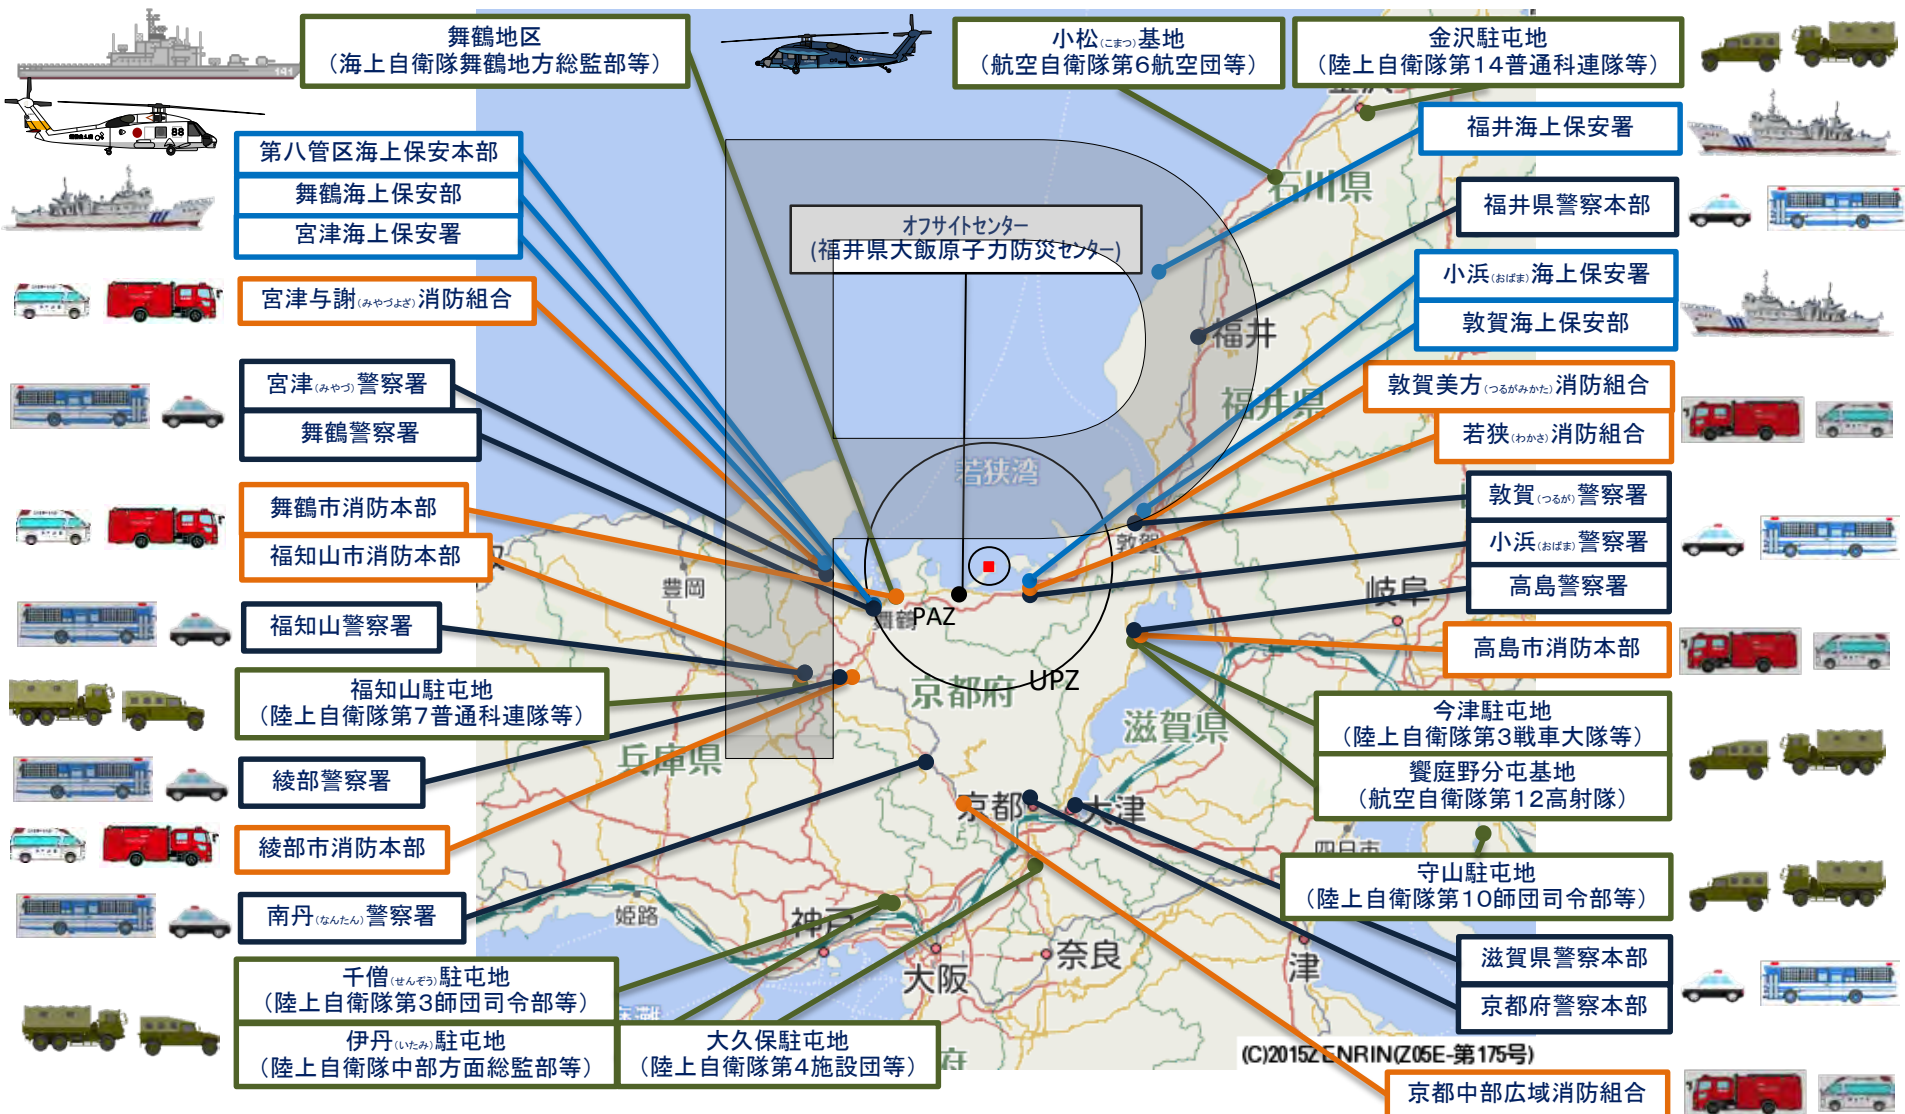 舞鶴地区
(海上自衛隊舞鶴地方総監部等)
小松(こまつ)基地
(航空自衛隊第6航空団等)
金沢駐屯地
(陸上自衛隊第14普通科連隊等)
141
88
第八管区海上保安本部
舞鶴海上保安部
宮津海上保安署
宮津与謝(みやづよざ)消防組合
宮津(みやづ)警察署
舞鶴警察署
舞鶴市消防本部
福知山市消防本部
福知山警察署
福知山駐屯地
(陸上自衛隊第7普通科連隊等)
綾部警察署
綾部市消防本部
南丹(なんたん)警察署
千僧(せんぞう)駐屯地
(陸上自衛隊第3師団司令部等)
伊丹(いたみ)駐屯地
(陸上自衛隊中部方面総監部等)
大久保駐屯地
(陸上自衛隊第4施設団等)
オフサイトセンター
(福井県大飯原子力防災センター)
福井海上保安署
福井県警察本部
小浜(おばま)海上保安署
敦賀海上保安部
敦賀美方(つるがみかた)消防組合
若狭(わかさ)消防組合
敦賀(つるが)警察署
小浜(おばま)警察署
高島警察署
高島市消防本部
今津駐屯地
(陸上自衛隊第3戦車大隊等)
饗庭野分屯基地
(航空自衛隊第12高射隊)
守山駐屯地
(陸上自衛隊第10師団司令部等)
滋賀県警察本部
京都府警察本部
京都中部広域消防組合
金沢
石川県
福井
福井県
若狭湾
敦賀
豊岡
舞鶴
PAZ
UPZ
岐阜
京都府
滋賀県
兵庫県
京都
大津
四日市
姫路
神戸
大阪
奈良
津
府
(C)2015ZENRIN(Z05E-第175号)